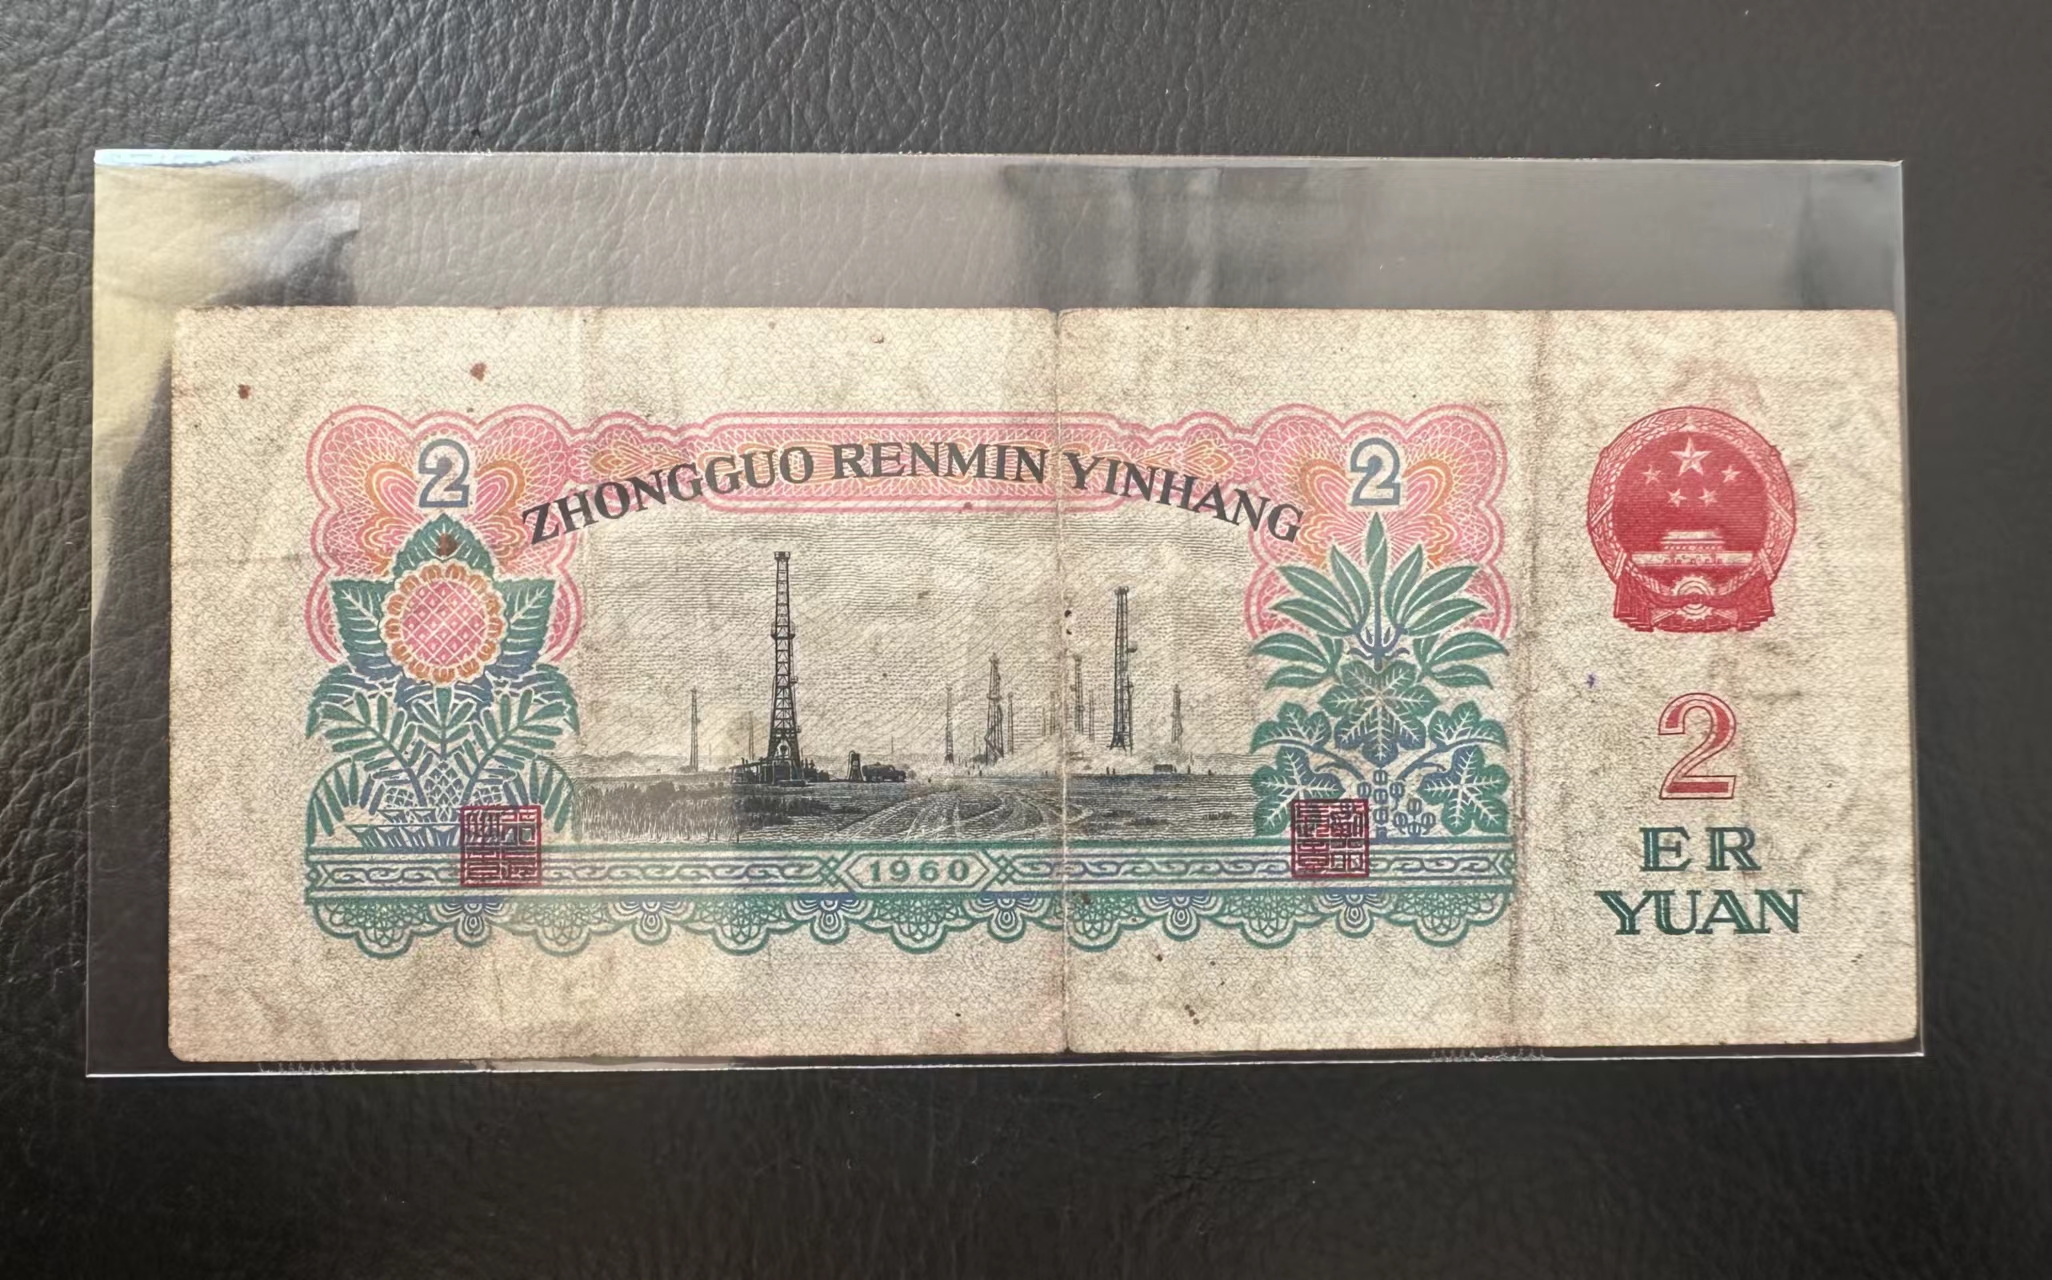 2
2
ZHONGGUO RENMIN YINHANG
1960
2
ER
YUAN